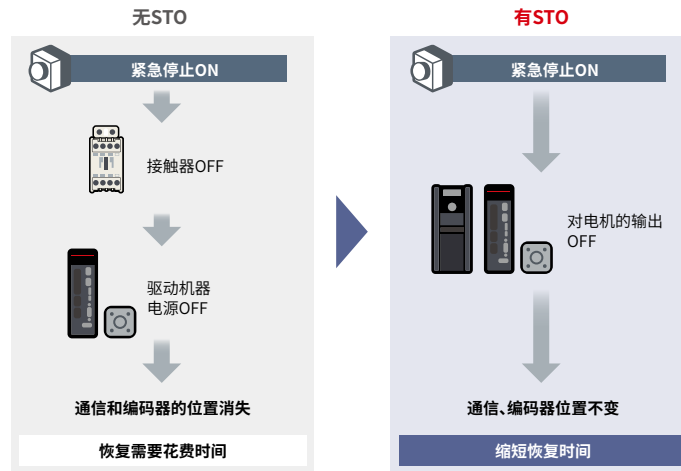 无STO
紧急停止ON
接触器OFF
驱动机器
电源OFF
通信和编码器的位置消失
恢复需要花费时间
有STO
紧急停止ON
对电机的输出
OFF
通信、编码器位置不变
缩短恢复时间